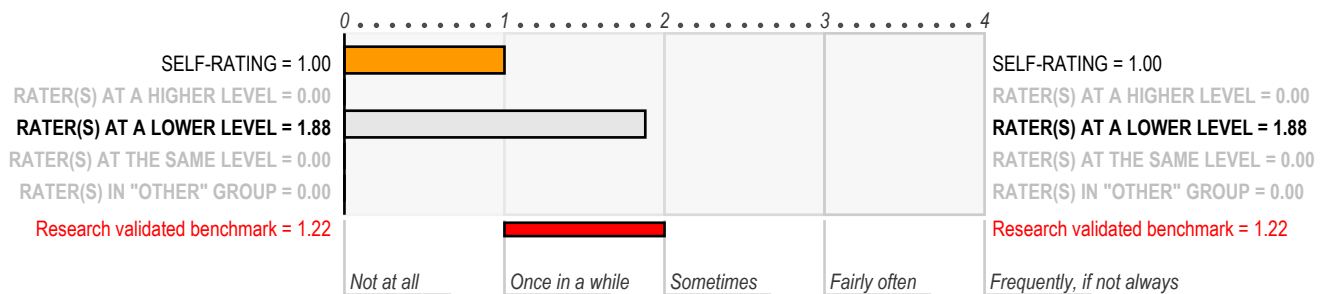 0 1 2 3 4
SELF-RATING = 1.00 SELF-RATING = 1.00
RATER(S) AT A HIGHER LEVEL = 0.00 RATER(S) AT A HIGHER LEVEL = 0.00
RATER(S) AT A LOWER LEVEL = 1.88 RATER(S) AT A LOWER LEVEL = 1.88
RATER(S) AT THE SAME LEVEL = 0.00 RATER(S) AT THE SAME LEVEL = 0.00
RATER(S) IN "OTHER" GROUP = 0.00 RATER(S) IN "OTHER" GROUP = 0.00
Research validated benchmark = 1.22 Research validated benchmark = 1.22
Not at all Once in a while Sometimes Fairly often Frequently, if not always